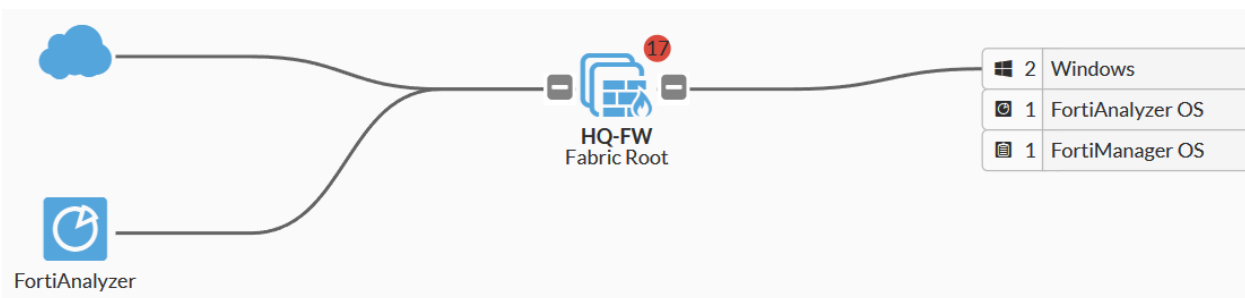 17
HQ-FW
Fabric Root
2 Windows
1 FortiAnalyzer OS
1 FortiManager OS
FortiAnalyzer